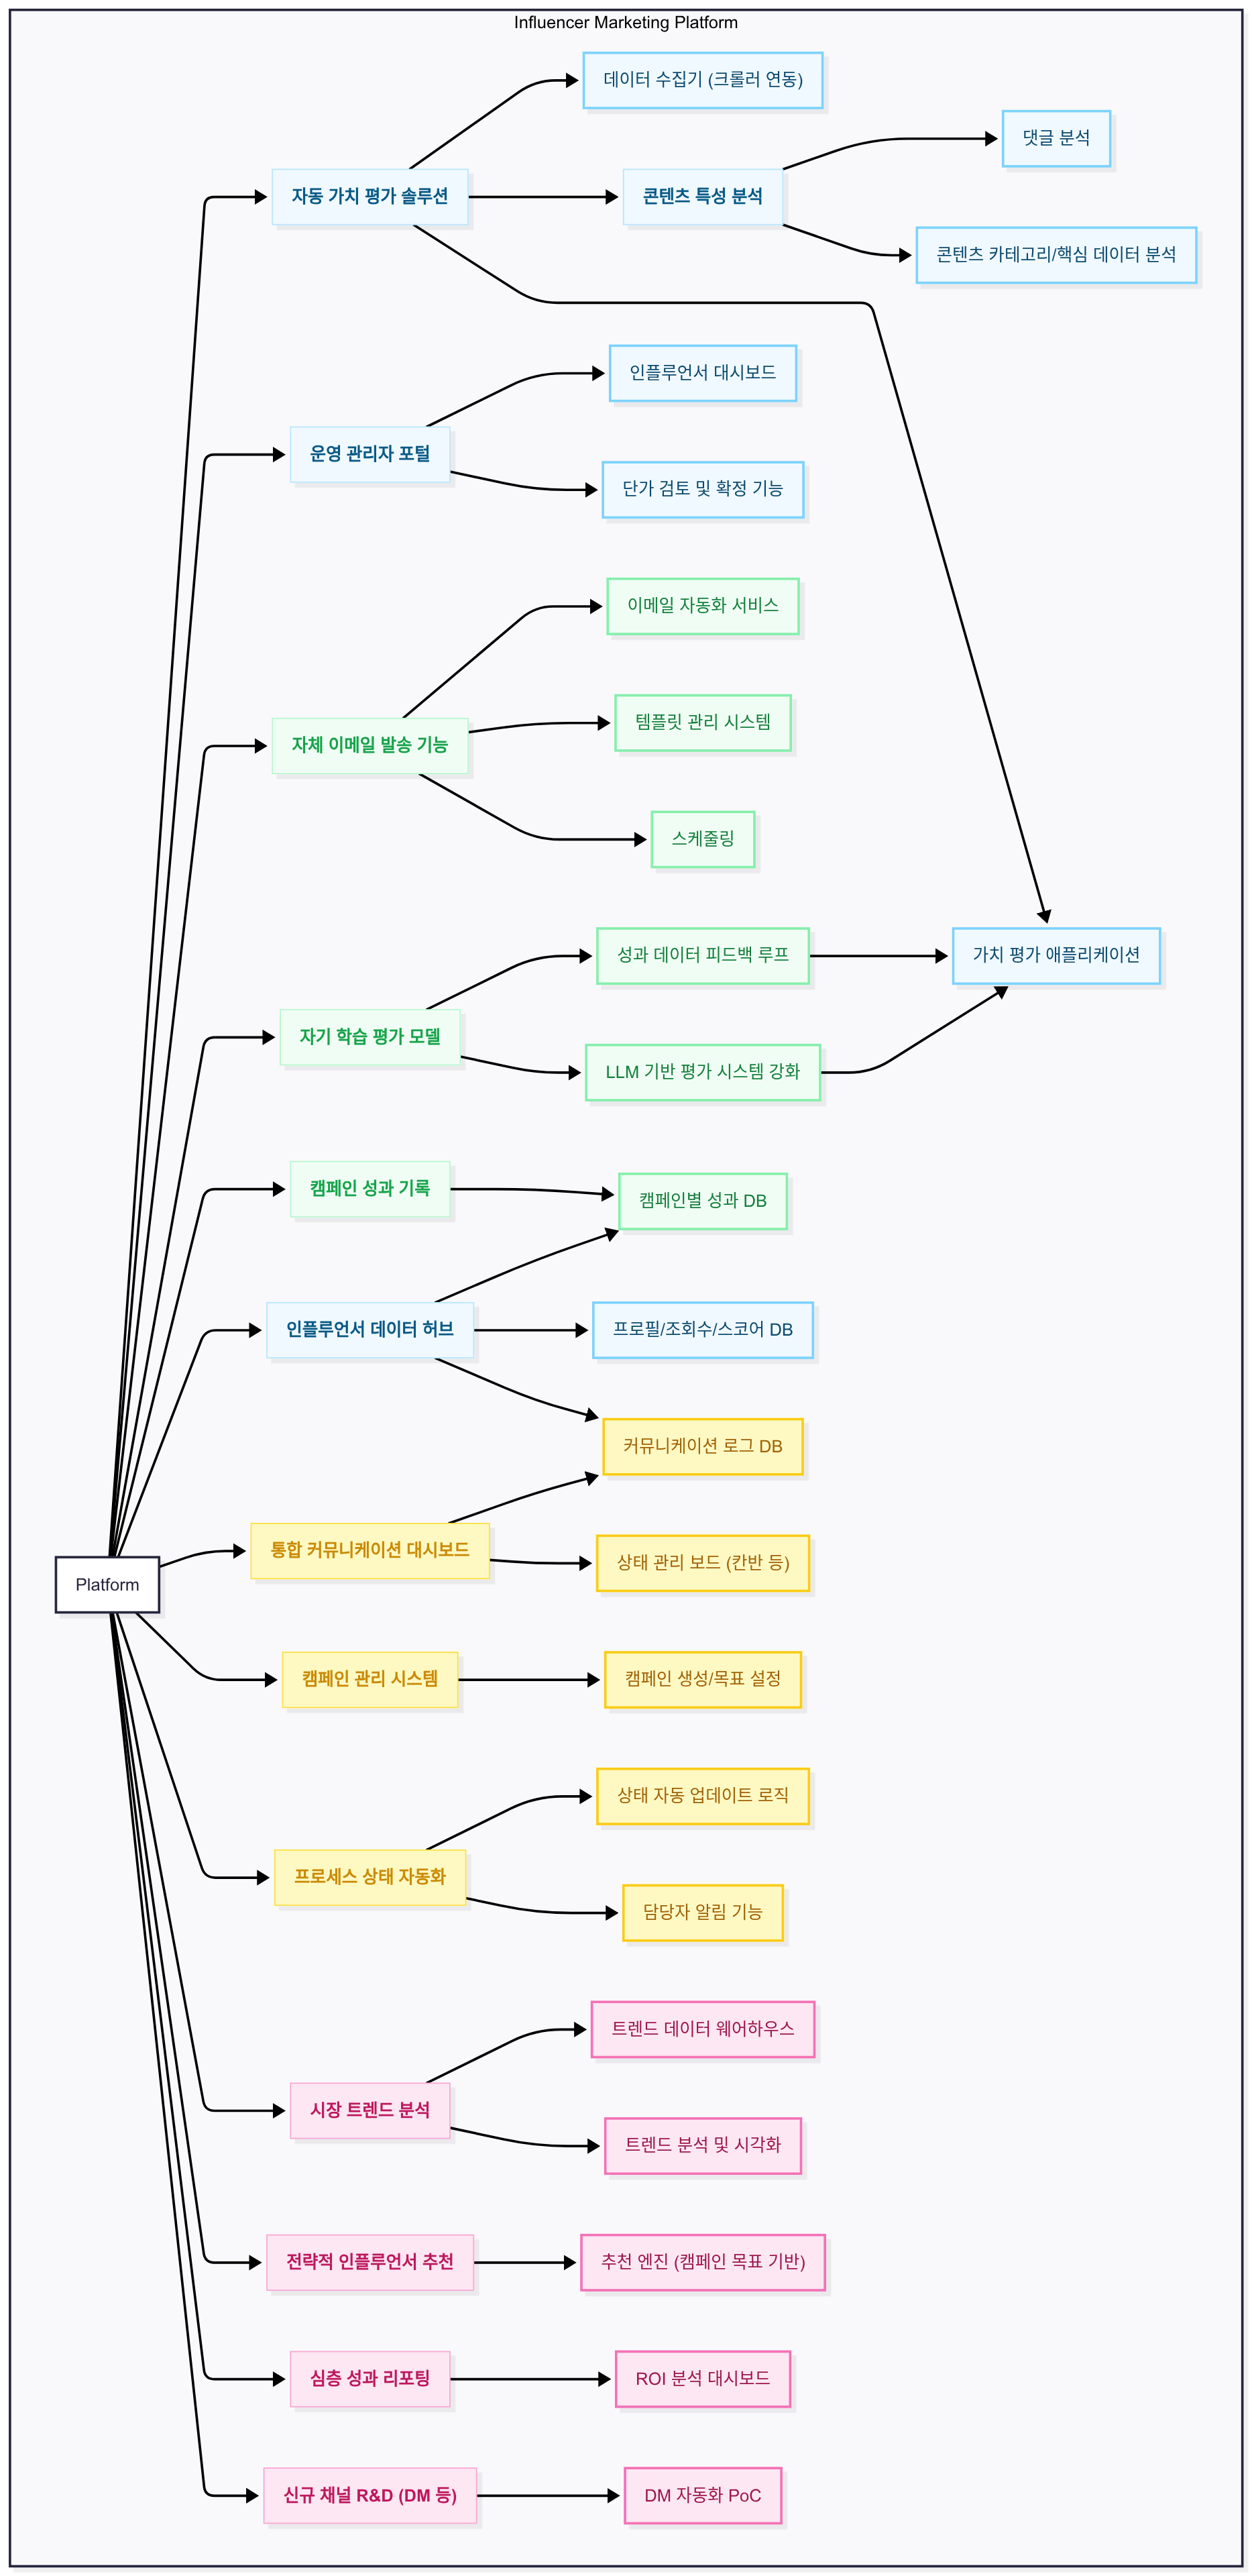 Influencer Marketing Platform
데이터 수집기 (크롤러 연동)
댓글 분석
자동 가치 평가 솔루션
콘텐츠 특성 분석
콘텐츠 카테고리/핵심 데이터 분석
인플루언서 대시보드
운영 관리자 포털
단가 검토 및 확정 기능
이메일 자동화 서비스
템플릿 관리 시스템
자체 이메일 발송 기능
스케줄링
성과 데이터 피드백 루프
가치 평가 애플리케이션
자기 학습 평가 모델
LLM 기반 평가 시스템 강화
캠페인 성과 기록
캠페인별 성과 DB
인플루언서 데이터 허브
프로필/조회수/스코어 DB
커뮤니케이션 로그 DB
통합 커뮤니케이션 대시보드
상태 관리 보드 (칸반 등)
Platform
캠페인 관리 시스템
캠페인 생성/목표 설정
상태 자동 업데이트 로직
프로세스 상태 자동화
담당자 알림 기능
트렌드 데이터 웨어하우스
시장 트렌드 분석
트렌드 분석 및 시각화
전략적 인플루언서 추천
추천 엔진 (캠페인 목표 기반)
심층 성과 리포팅
ROI 분석 대시보드
신규 채널 R&D (DM 등)
DM 자동화 PoC